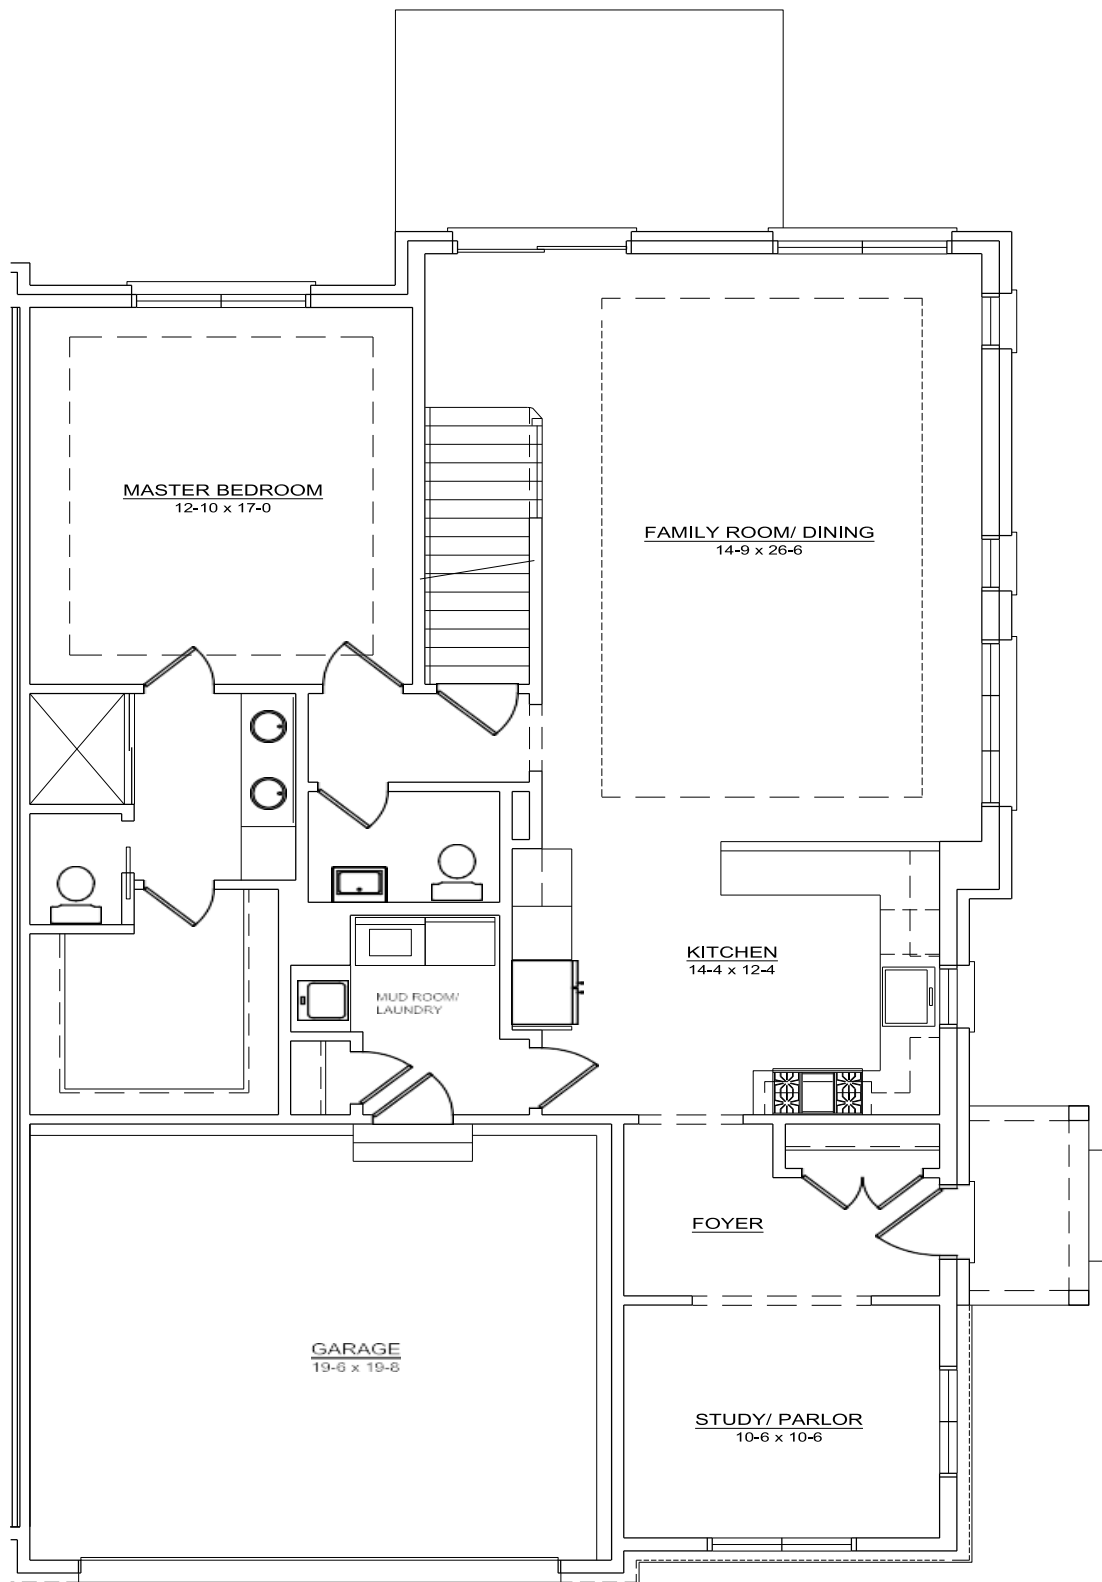 MASTER BEDROOM
12-10 x 17-0
FAMILY ROOM/ DINING
14-9 x 26-6
KITCHEN
14-4 x 12-4
MUD ROOM/
LAUNDRY
FOYER
GARAGE
19-6 x 19-8
STUDY/ PARLOR
10-6 x 10-6